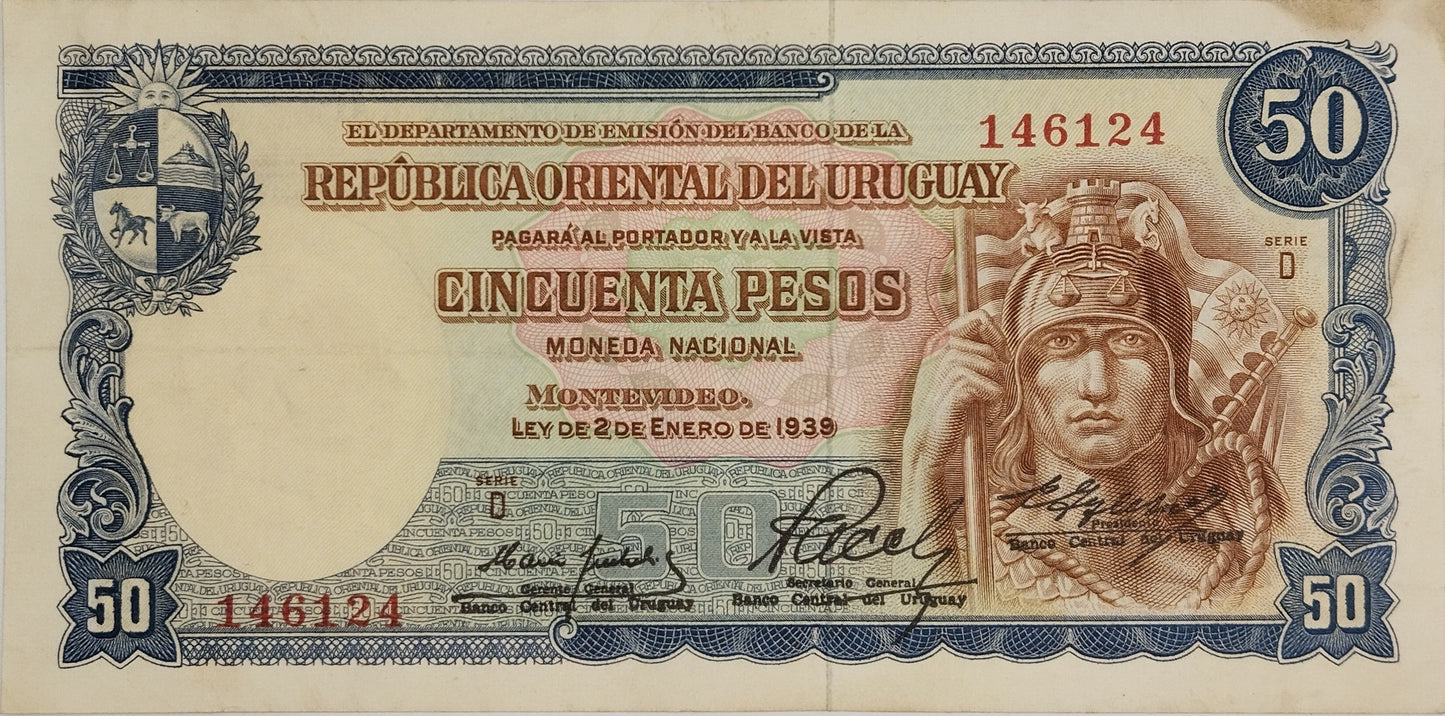 EL DEPARTAMENTO DE EMISIÓN DEL BANCO DE LA
146124
50
REPÚBLICA ORIENTAL DEL URUGUAY
PAGARÁ AL PORTADOR Y A LA VISTA
SERIE
D
CINCUENTA PESOS
MONEDA NACIONAL
MONTEVIDEO.
LEY DE 2 DE ENERO DE 1939
SERIE
D
50
Presidente
Banco Central del Uruguay
Gerente General
Banco Central del Uruguay
Secretario General
Banco Central del Uruguay
50
146124
50